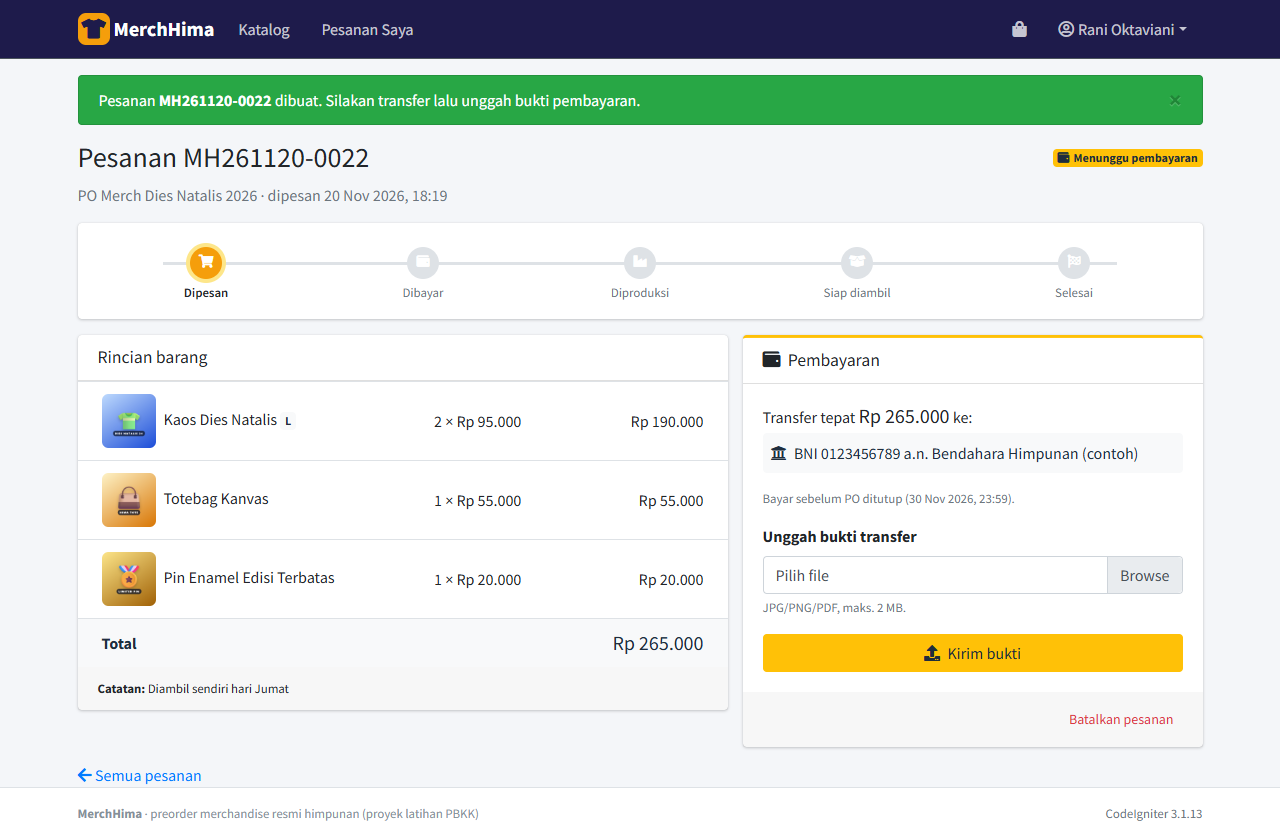 MerchHima Katalog Pesanan Saya Rani Oktaviani
Pesanan MH261120-0022 dibuat. Silakan transfer lalu unggah bukti pembayaran. ×
Pesanan MH261120-0022
Menunggu pembayaran
PO Merch Dies Natalis 2026 · dipesan 20 Nov 2026, 18:19
Dipesan Dibayar Diproduksi Siap diambil Selesai
Rincian barang
Kaos Dies Natalis L 2 × Rp 95.000 Rp 190.000
Totebag Kanvas 1 × Rp 55.000 Rp 55.000
Pin Enamel Edisi Terbatas 1 × Rp 20.000 Rp 20.000
Total Rp 265.000
Catatan: Diambil sendiri hari Jumat
Pembayaran
Transfer tepat Rp 265.000 ke:
BNI 0123456789 a.n. Bendahara Himpunan (contoh)
Bayar sebelum PO ditutup (30 Nov 2026, 23:59).
Unggah bukti transfer
Pilih file Browse
JPG/PNG/PDF, maks. 2 MB.
Kirim bukti
Batalkan pesanan
Semua pesanan
MerchHima · preorder merchandise resmi himpunan (proyek latihan PBKK) CodeIgniter 3.1.13